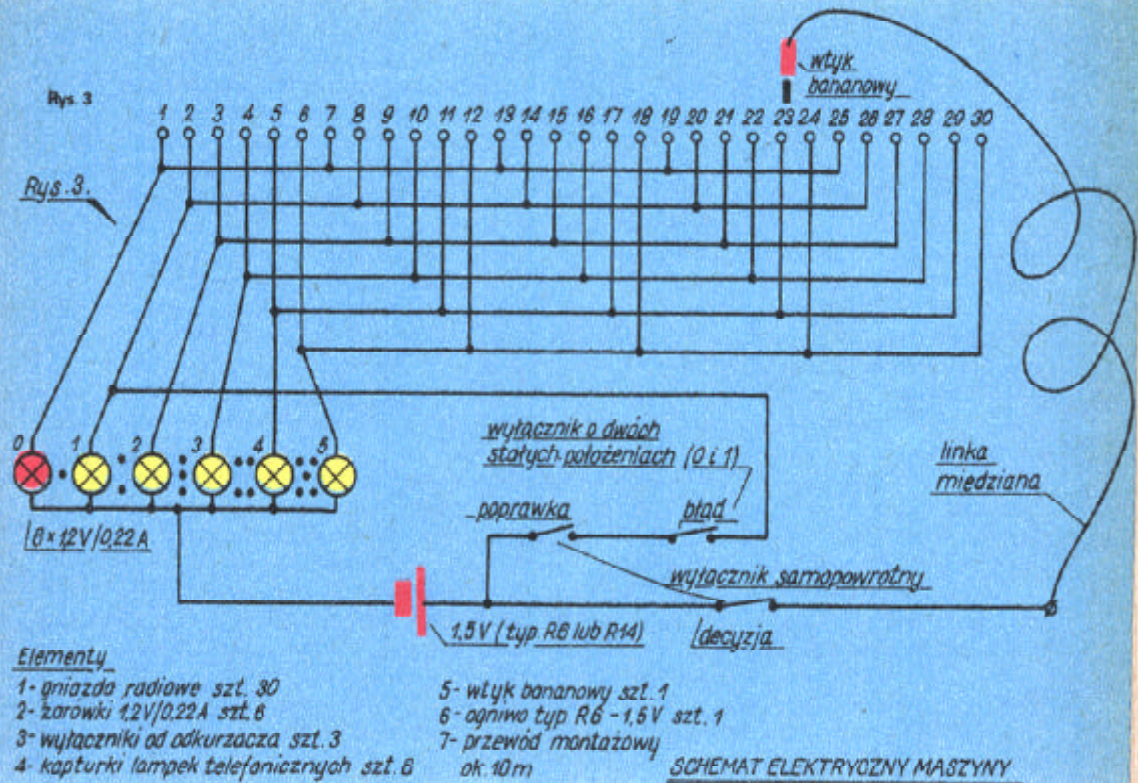 wtyk
bananowy
Rys. 3
1 2 3 4 5 6 7 8 9 10 11 12 13 14 15 16 17 18 19 20 21 22 23 24 25 26 27 28 29 30
Rys. 3.
wyłącznik o dwóch
stałych położeniach (0 i 1)
linka
miedziana
0 1 2 3 4 5
poprawka
błąd
6×1,2V/0,22A
wyłącznik samopowrotny
1,5V (typ R6 lub R14)
decyzja
Elementy
1- gniazda radiowe szt. 30
2- żarówki 1,2V/0,22A szt. 6
3- wyłączniki od odkurzacza szt. 3
4- kapturki lampek telefonicznych szt. 6
5- wtyk bananowy szt. 1
6- ogniwo typ R6 - 1,5V szt. 1
7- przewód montażowy
ok. 10m
SCHEMAT ELEKTRYCZNY MASZYNY